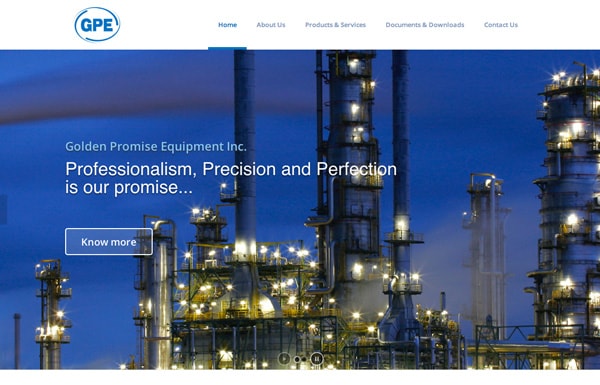 GPE
Home About Us Products & Services Documents & Downloads Contact Us
Golden Promise Equipment Inc.
Professionalism, Precision and Perfection
is our promise...
Know more